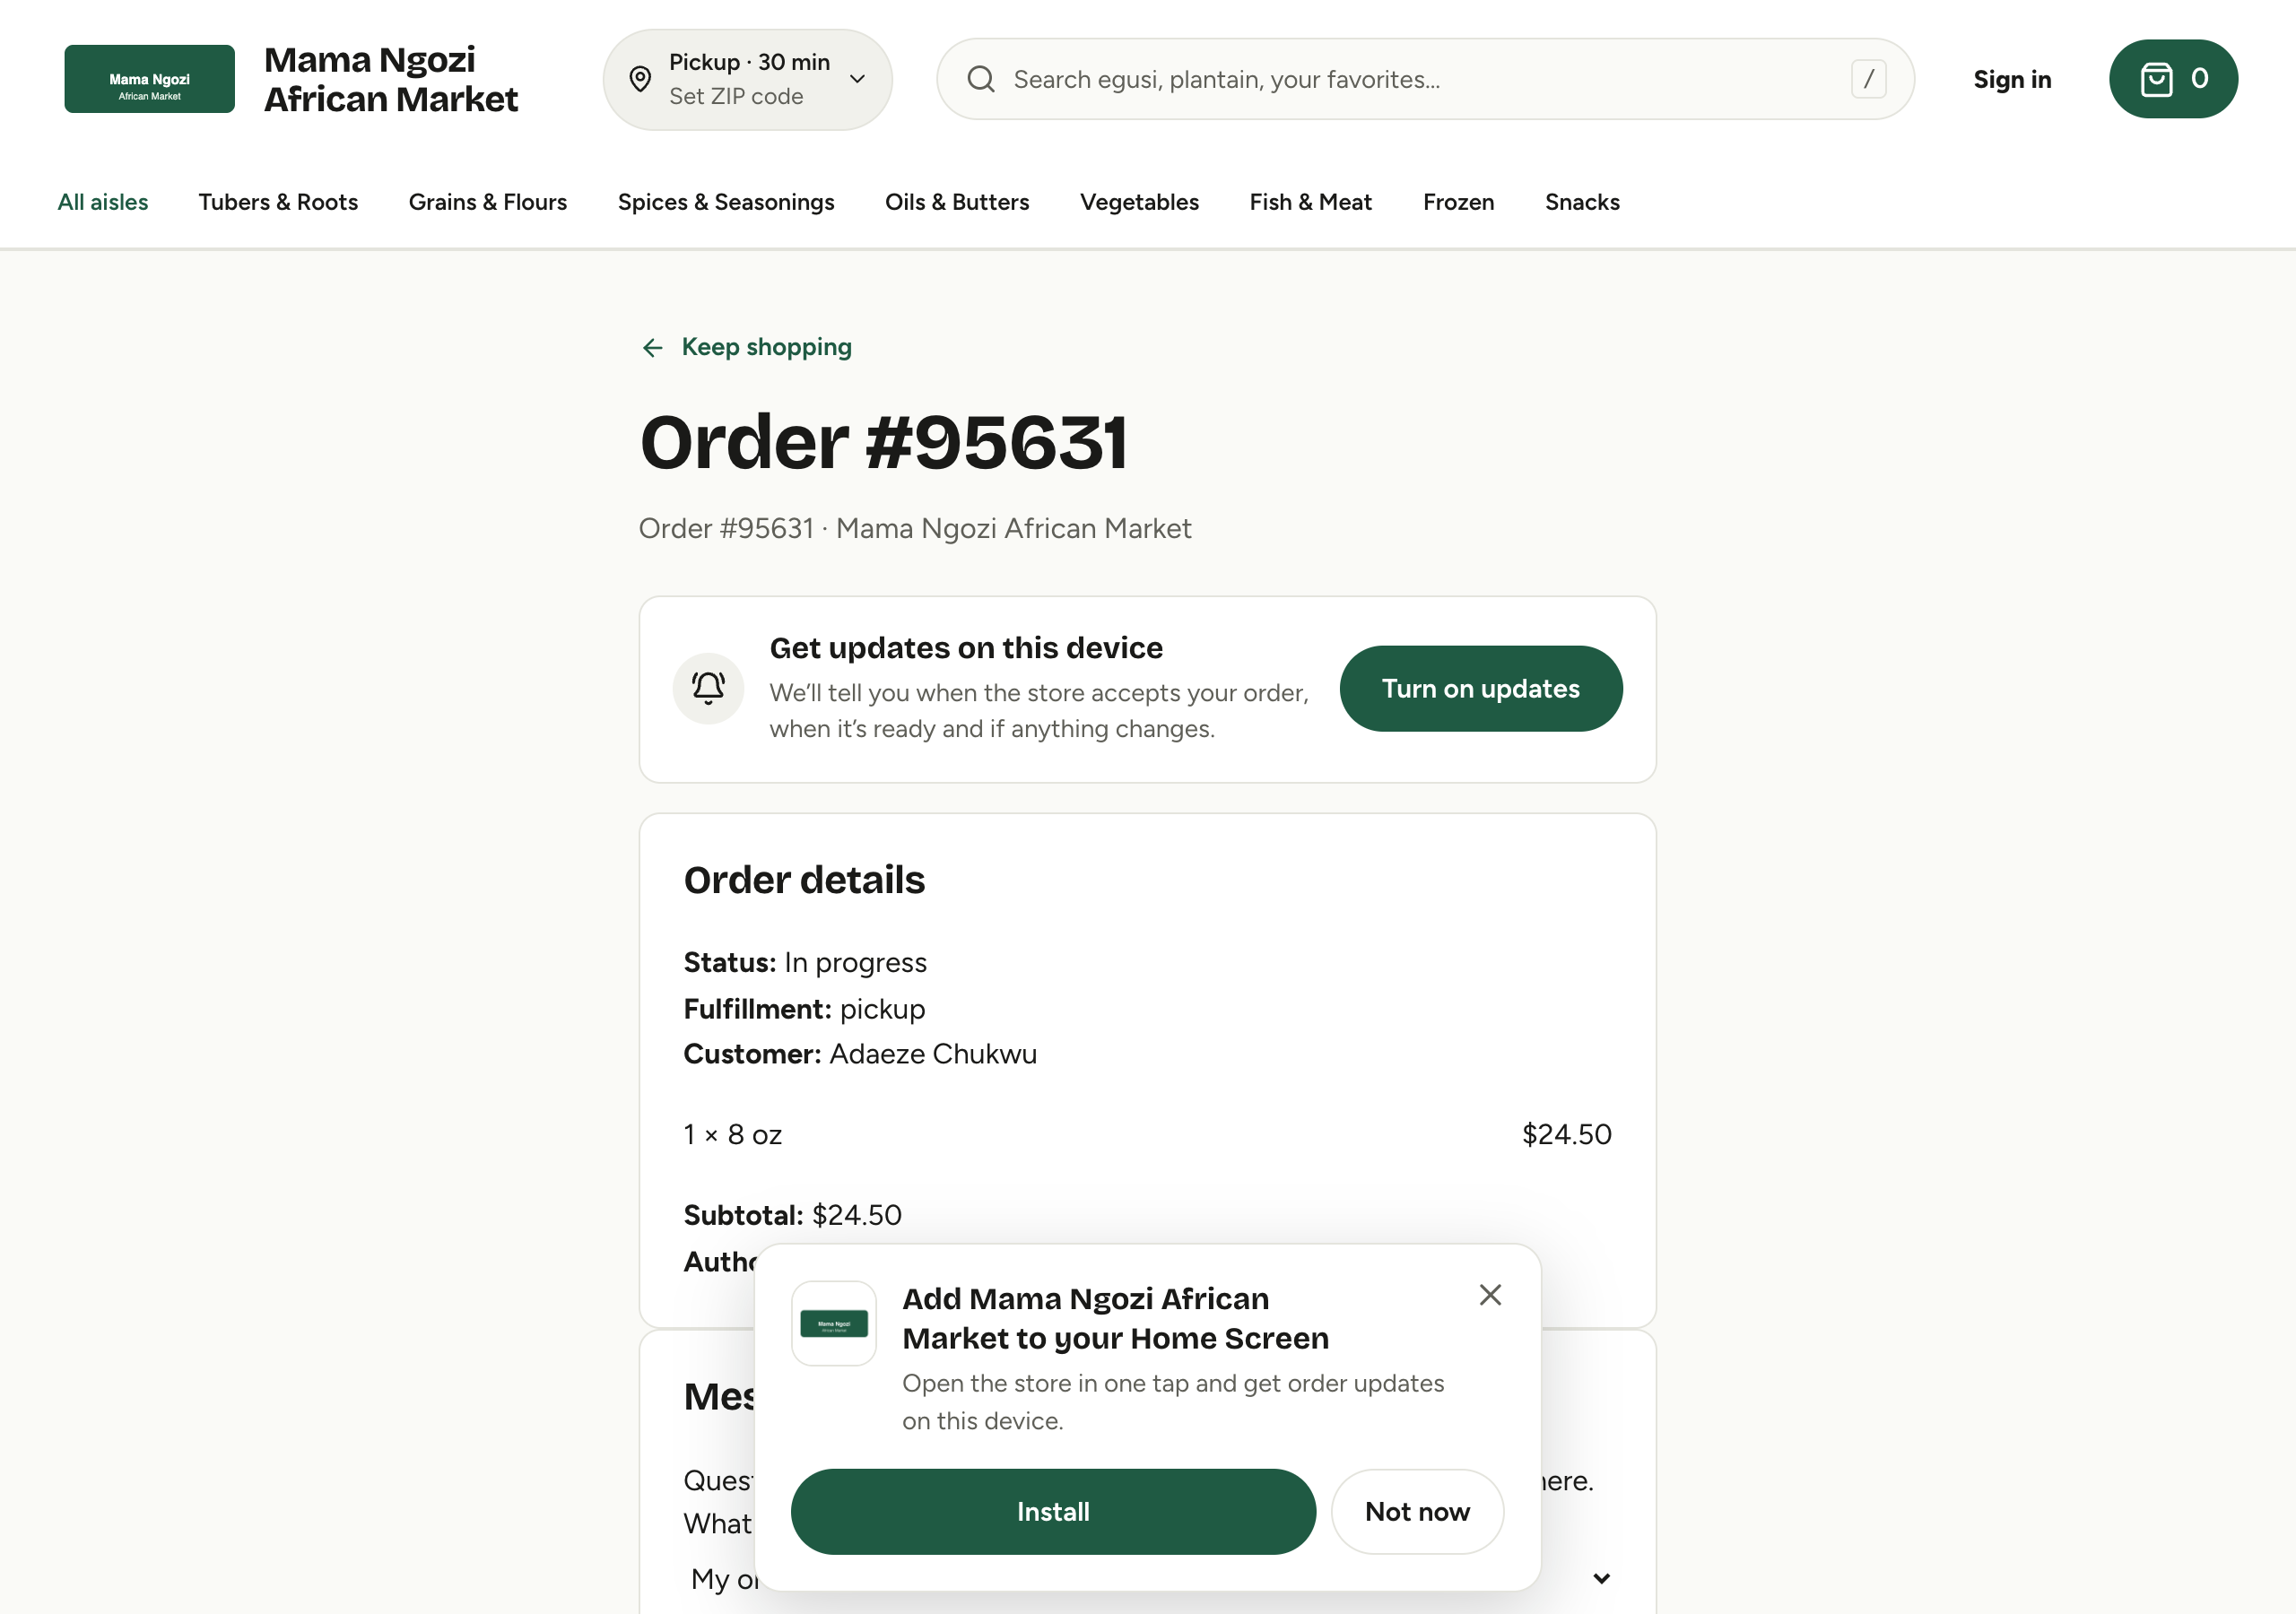 Mama Ngozi
African Market
Mama Ngozi
African Market
Pickup · 30 min
Set ZIP code
Search egusi, plantain, your favorites...
/
Sign in
0
All aisles
Tubers & Roots
Grains & Flours
Spices & Seasonings
Oils & Butters
Vegetables
Fish & Meat
Frozen
Snacks
Keep shopping
Order #95631
Order #95631 · Mama Ngozi African Market
Get updates on this device
We’ll tell you when the store accepts your order,
when it’s ready and if anything changes.
Turn on updates
Order details
Status: In progress
Fulfillment: pickup
Customer: Adaeze Chukwu
1 × 8 oz
$24.50
Subtotal: $24.50
Mama Ngozi
African Market
Add Mama Ngozi African
Market to your Home Screen
Open the store in one tap and get order updates
on this device.
Install
Not now
What
My